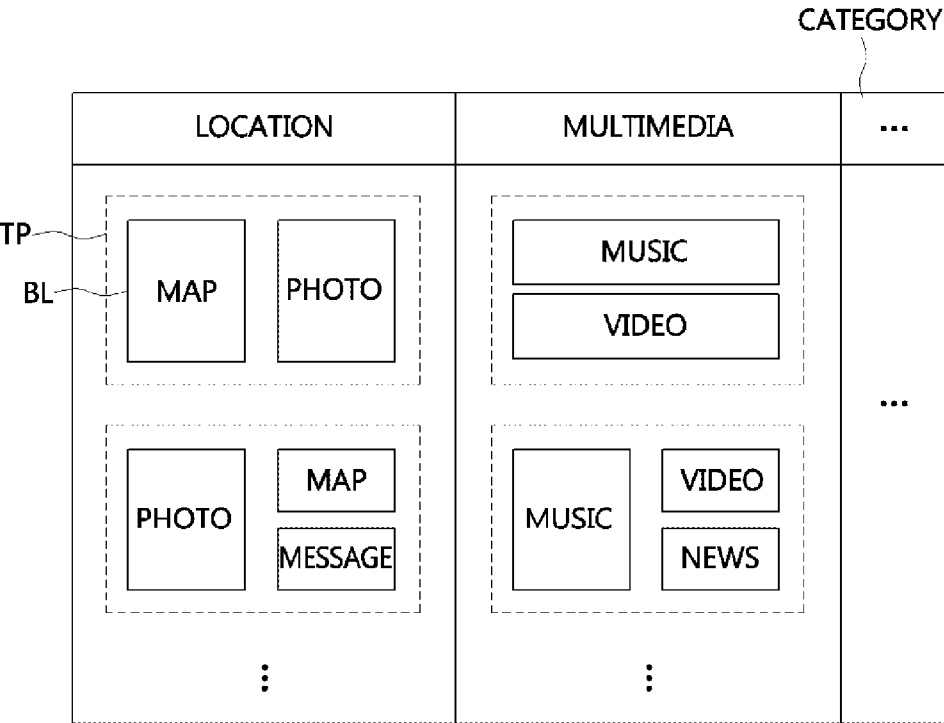 CATEGORY
LOCATION
MULTIMEDIA
...
TP
BL
MAP
PHOTO
MUSIC
VIDEO
...
PHOTO
MAP
MESSAGE
MUSIC
VIDEO
NEWS